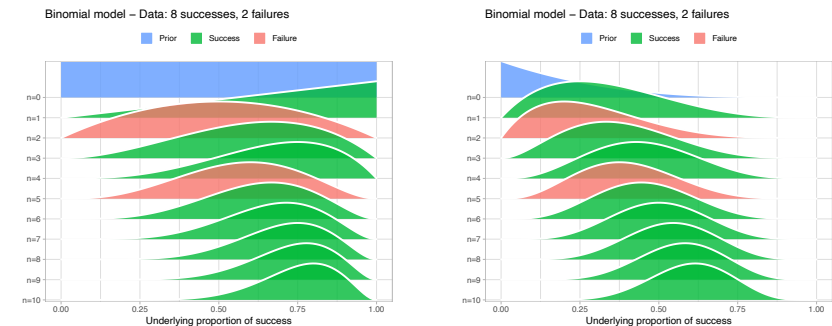 Binomial model – Data: 8 successes, 2 failures
Prior Success Failure
n=0
n=1
n=2
n=3
n=4
n=5
n=6
n=7
n=8
n=9
n=10
0.00 0.25 0.50 0.75 1.00
Underlying proportion of success
Binomial model – Data: 8 successes, 2 failures
Prior Success Failure
n=0
n=1
n=2
n=3
n=4
n=5
n=6
n=7
n=8
n=9
n=10
0.00 0.25 0.50 0.75 1.00
Underlying proportion of success